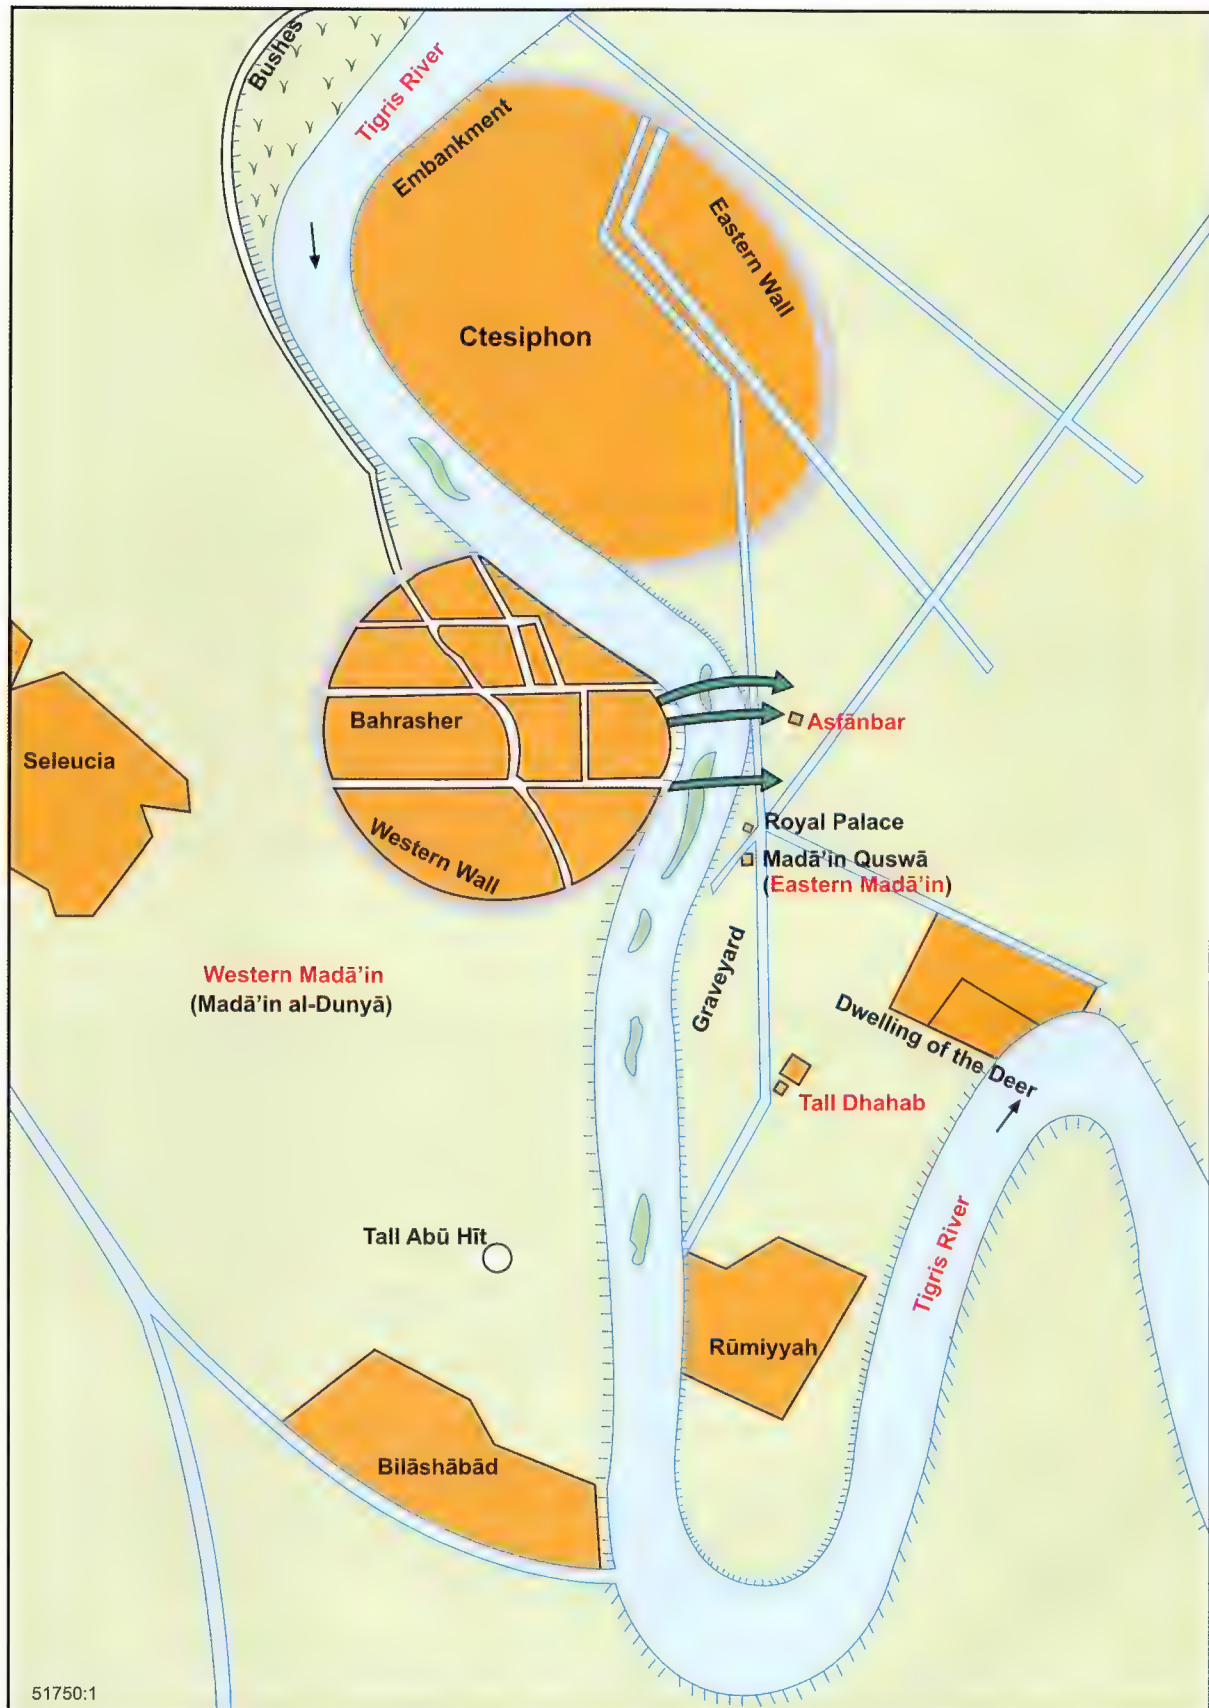 Bushes
Tigris River
Embankment
Eastern Wall
Ctesiphon
Bahrasher
Asfānbar
Seleucia
Royal Palace
Western Wall
Madā'in Quswā
(Eastern Madā'in)
Graveyard
Western Madā'in
(Madā'in al-Dunyā)
Dwelling of the Deer
Tall Dhahab
Tall Abū Hīt
Tigris River
Rūmiyyah
Bilāshābād
51750:1